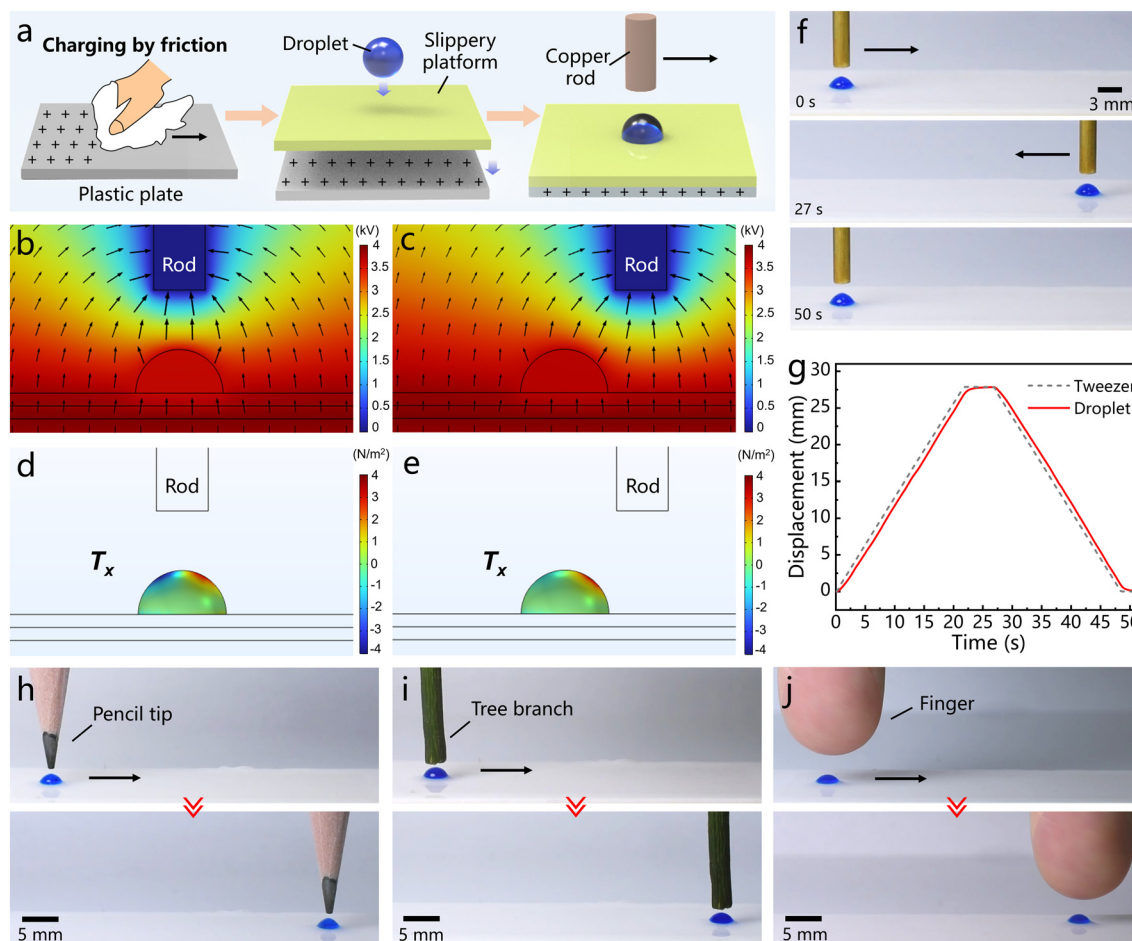 a
Charging by friction
Droplet
Slippery
platform
Copper
rod
+ + + +
+ + + +
+ + + +
+ + + +
+ + + + + + + + + +
+ + + + + + + + + +
+ + + + + + + + + + +
Plastic plate
b
Rod
(kV)
4
3.5
3
2.5
2
1.5
1
0.5
0
c
Rod
(kV)
4
3.5
3
2.5
2
1.5
1
0.5
0
d
Rod
Tx
(N/m²)
4
3
2
1
0
-1
-2
-3
-4
e
Rod
Tx
(N/m²)
4
3
2
1
0
-1
-2
-3
-4
f
0 s
3 mm
27 s
50 s
g
Displacement (mm)
30
25
20
15
10
5
0
Tweezer
Droplet
0 5 10 15 20 25 30 35 40 45 50
Time (s)
h
Pencil tip
5 mm
i
Tree branch
5 mm
j
Finger
5 mm